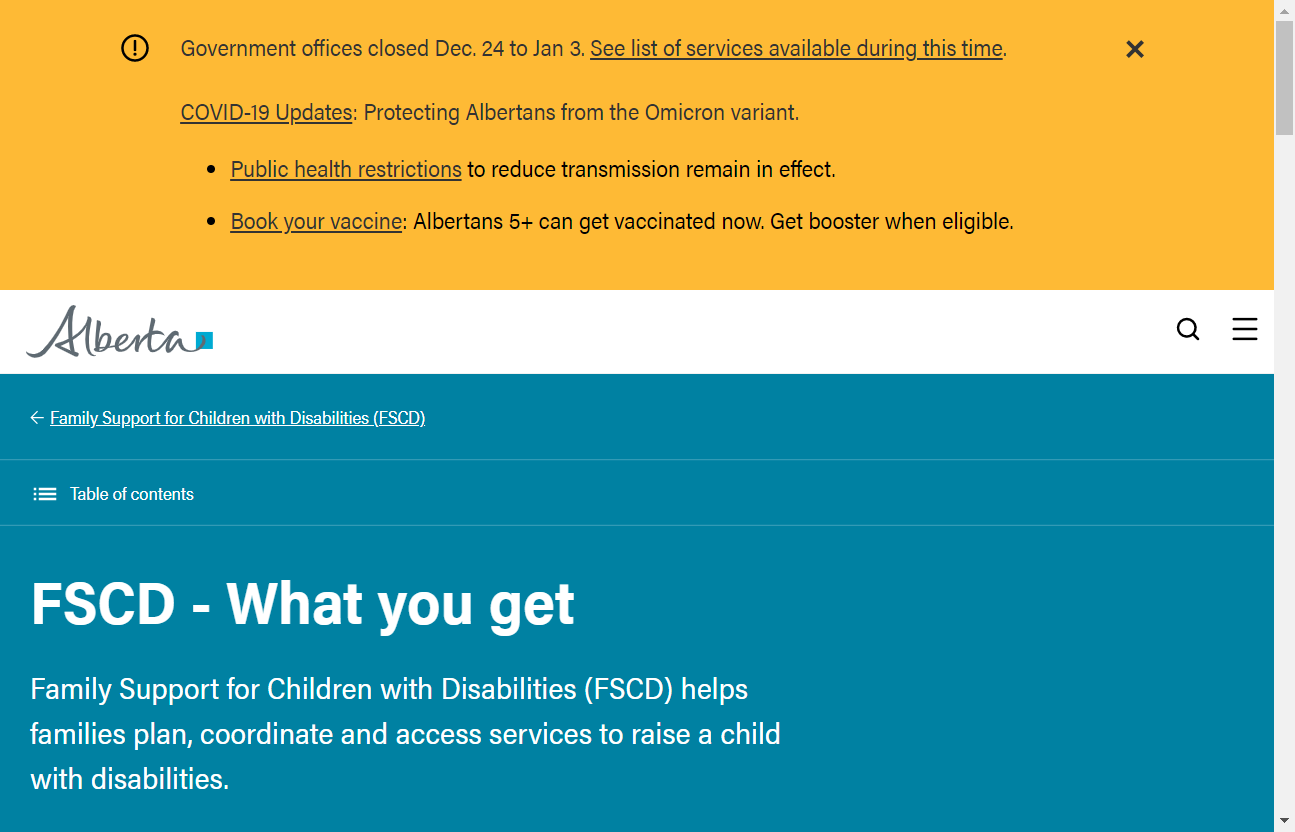 Government offices closed Dec. 24 to Jan 3. See list of services available during this time.
COVID-19 Updates: Protecting Albertans from the Omicron variant.
Public health restrictions to reduce transmission remain in effect.
Book your vaccine: Albertans 5+ can get vaccinated now. Get booster when eligible.
Alberta
Family Support for Children with Disabilities (FSCD)
Table of contents
FSCD - What you get
Family Support for Children with Disabilities (FSCD) helps
families plan, coordinate and access services to raise a child
with disabilities.